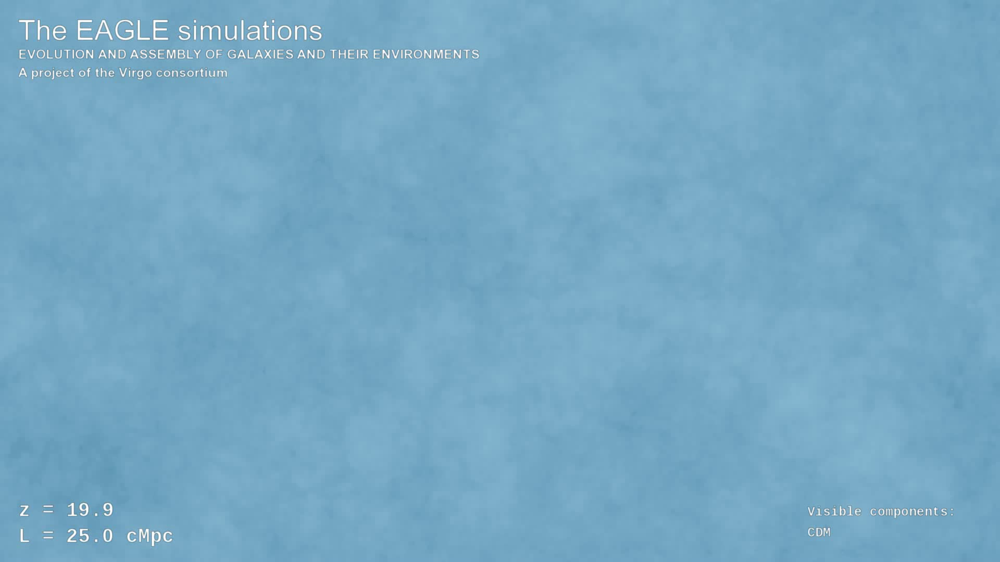 The EAGLE simulations
EVOLUTION AND ASSEMBLY OF GALAXIES AND THEIR ENVIRONMENTS
A project of the Virgo consortium
z = 19.9
L = 25.0 cMpc
Visible components:
CDM